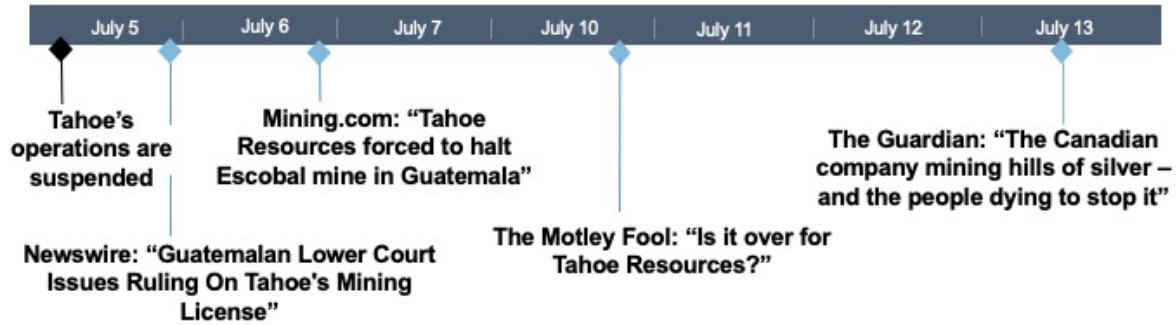 July 5
July 6
July 7
July 10
July 11
July 12
July 13
Tahoe's
operations are
suspended
Mining.com: “Tahoe
Resources forced to halt
Escobal mine in Guatemala”
The Guardian: “The Canadian
company mining hills of silver –
and the people dying to stop it”
Newswire: “Guatemalan Lower Court
Issues Ruling On Tahoe's Mining
License”
The Motley Fool: “Is it over for
Tahoe Resources?”